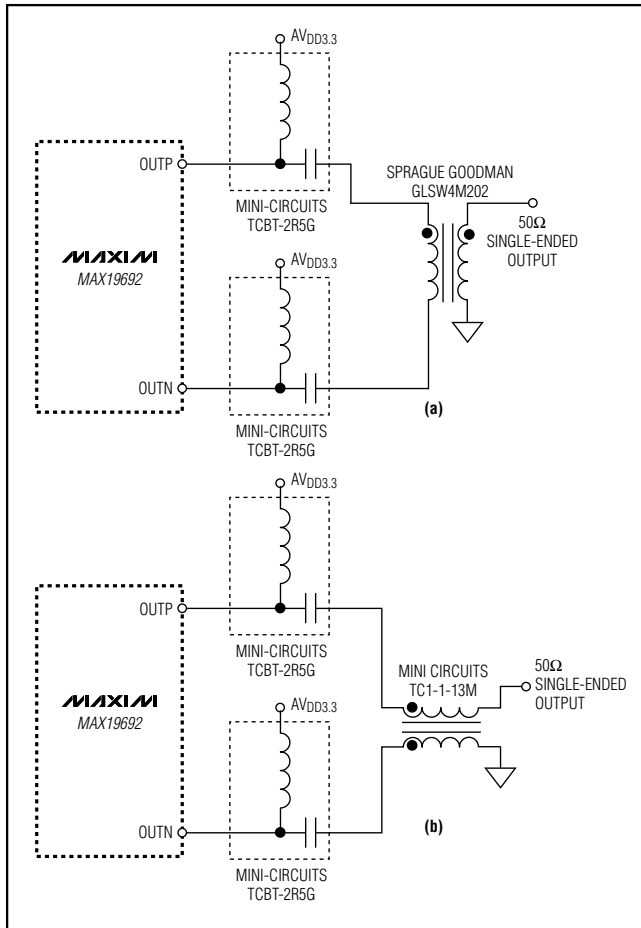 AVDD3.3
OUTP
MINI-CIRCUITS
TCBT-2R5G
SPRAGUE GOODMAN
GLSW4M202
50Ω
SINGLE-ENDED
OUTPUT
MAXIM
MAX19692
AVDD3.3
OUTN
MINI-CIRCUITS
TCBT-2R5G
(a)
AVDD3.3
OUTP
MINI-CIRCUITS
TCBT-2R5G
MINI CIRCUITS
TC1-1-13M
50Ω
SINGLE-ENDED
OUTPUT
MAXIM
MAX19692
AVDD3.3
OUTN
MINI-CIRCUITS
TCBT-2R5G
(b)